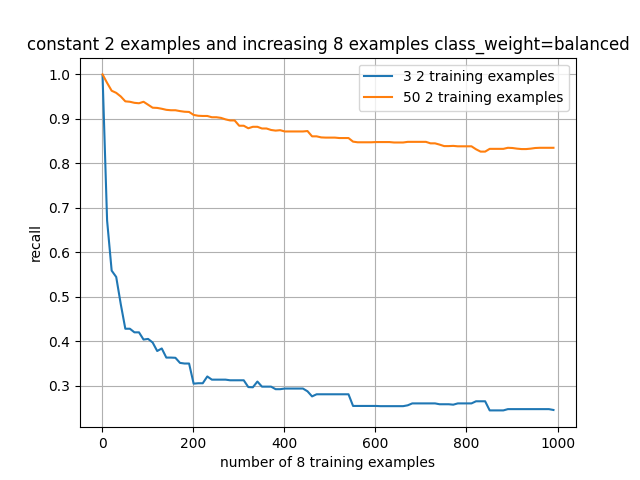 constant 2 examples and increasing 8 examples class_weight=balanced
3 2 training examples
50 2 training examples
recall
1.0
0.9
0.8
0.7
0.6
0.5
0.4
0.3
0 200 400 600 800 1000
number of 8 training examples